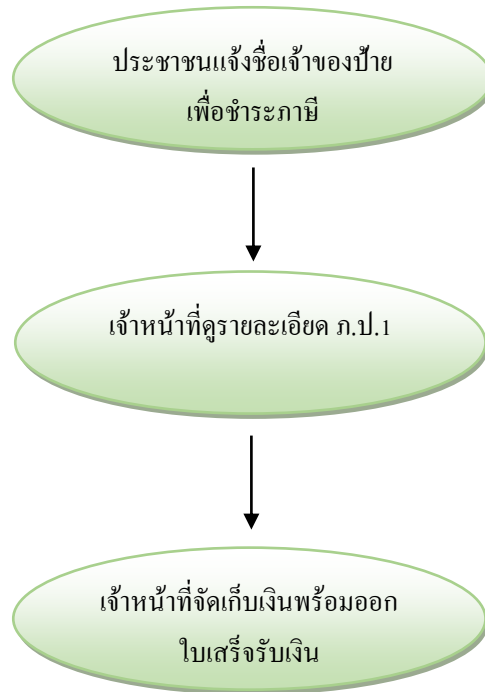 ประชาชนแจ้งชื่อเจ้าของป้าย
เพื่อชำระภาษี
เจ้าหน้าที่ดูรายละเอียด ภ.ป.1
เจ้าหน้าที่จัดเก็บเงินพร้อมออก
ใบเสร็จรับเงิน